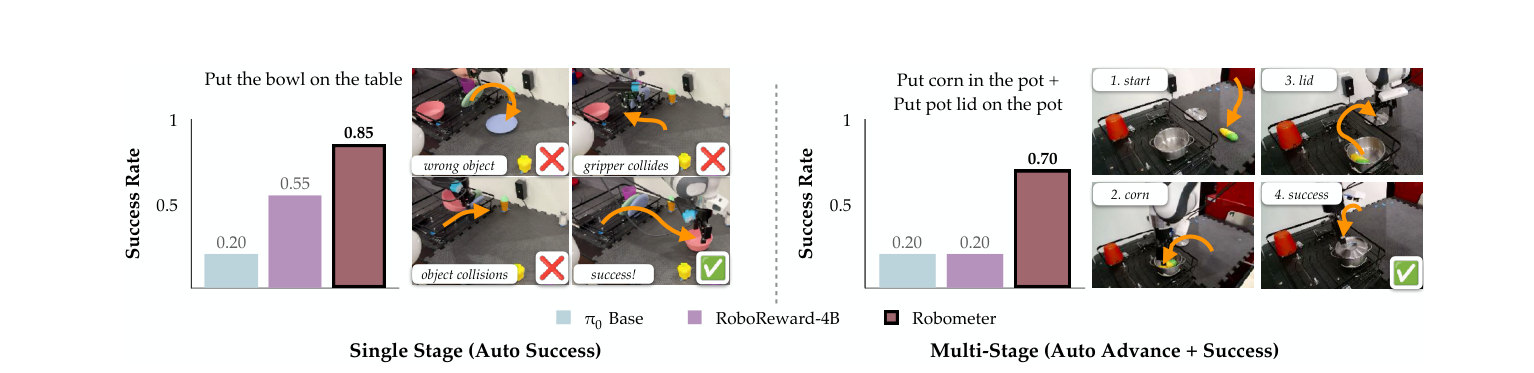 Put the bowl on the table
1
0.5
Success Rate
0.20
0.55
0.85
wrong object
gripper collides
object collisions
success!
Put corn in the pot +
Put pot lid on the pot
1
0.5
Success Rate
0.20
0.20
0.70
1. start
3. lid
2. corn
4. success
π₀ Base
RoboReward-4B
Robometer
Single Stage (Auto Success)
Multi-Stage (Auto Advance + Success)